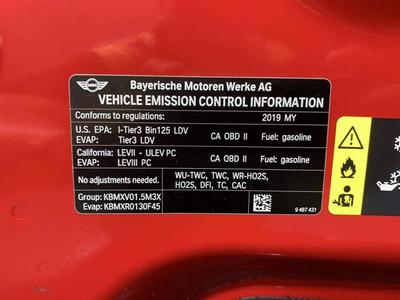 MINI
Bayerische Motoren Werke AG
VEHICLE EMISSION CONTROL INFORMATION
Conforms to regulations: 2019 MY
U.S. EPA: I-Tier3 Bin125 LDV CA OBD II Fuel: gasoline
EVAP: Tier3 LDV
California: LEVII - ULEV PC CA OBD II Fuel: gasoline
EVAP: LEVIII PC
No adjustments needed. WU-TWC, TWC, WR-HO2S,
HO2S, DFI, TC, CAC
Group: KBMXV01.5M3X
Evap: KBMXR0130F45
9 487 431